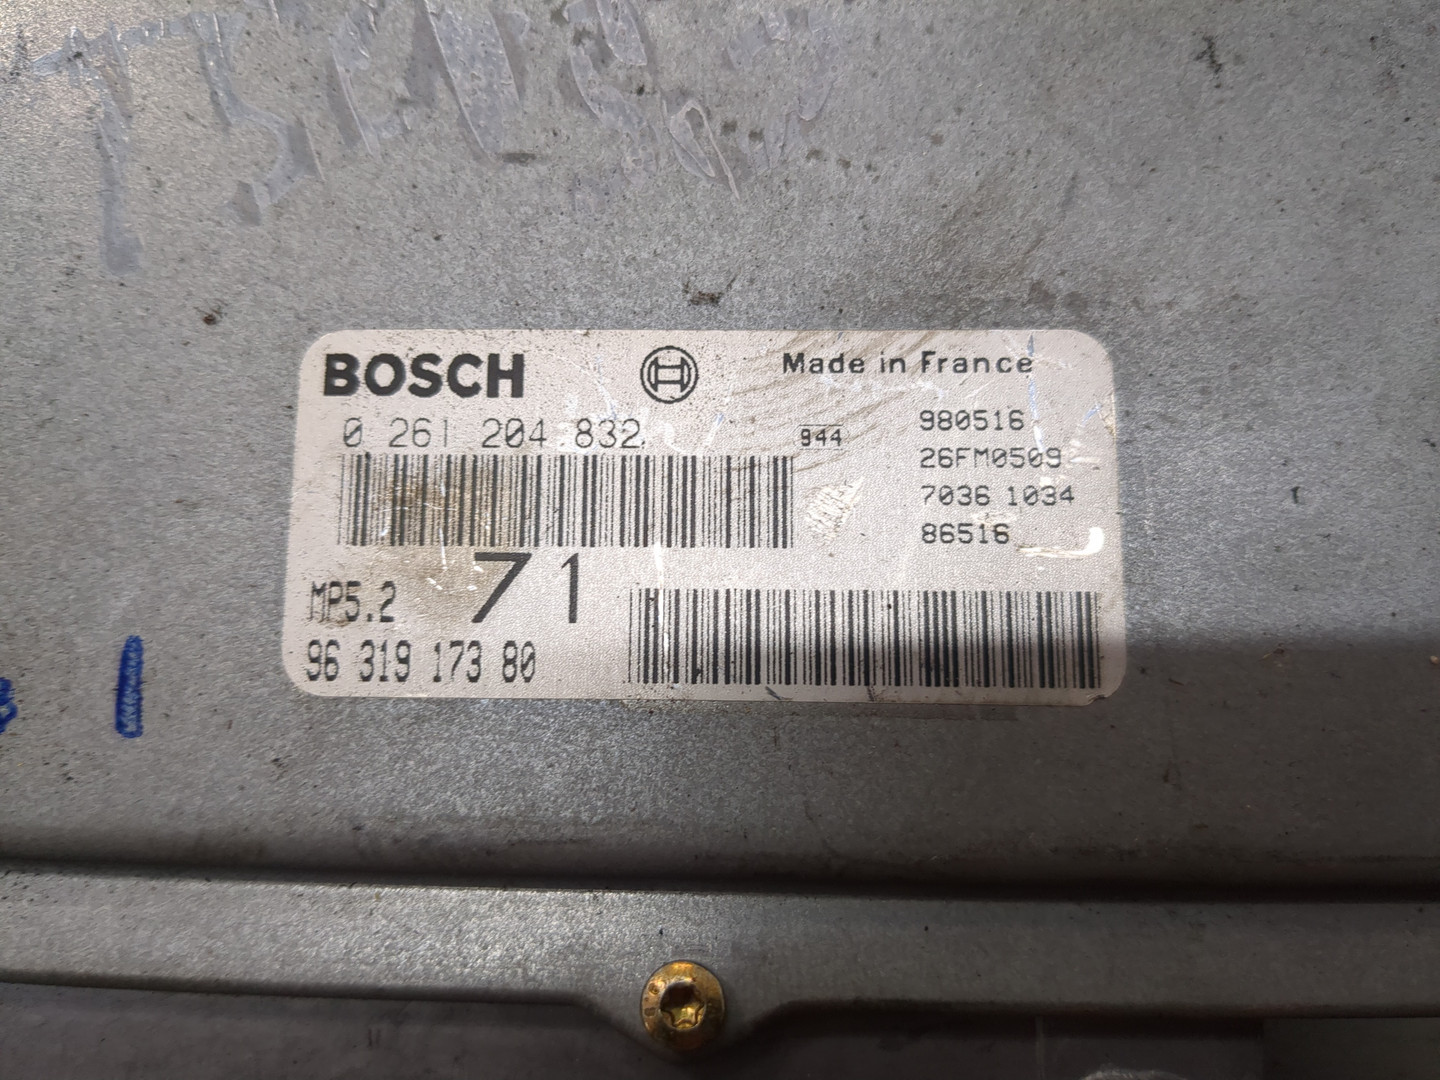 BOSCH
Made in France
0 261 204 832
944
980516
26FM0509
7036 1034
86516
MP5.2
71
96 319 173 80